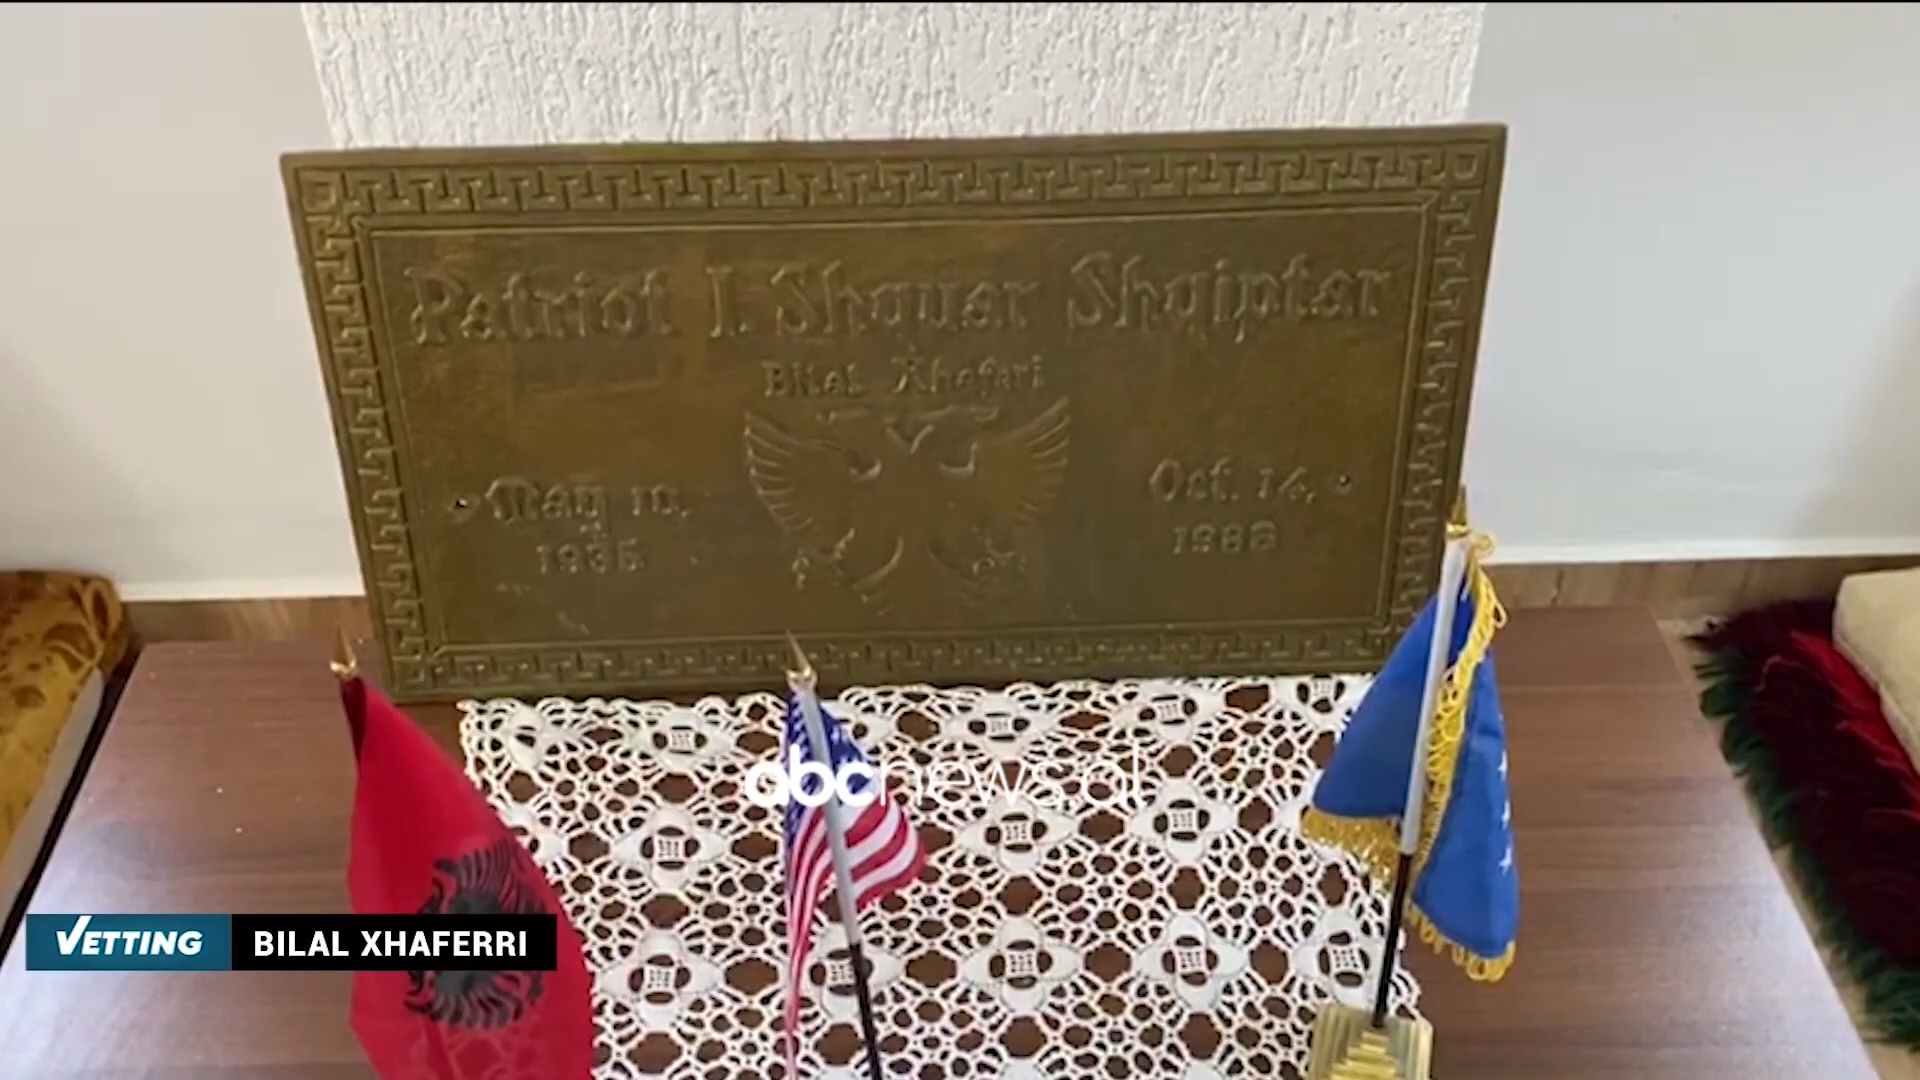 Patriot I Shquar Shqiptar
Bilal Xhaferi
May 10,
1935
Oct. 14,
1986
abcnews.al
VETTING BILAL XHAFERRI